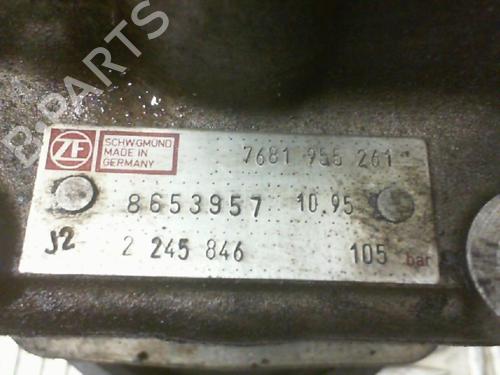 ZF
SCHWGMÜND
MADE IN
GERMANY
7681 955 261
8653957 10.95
J2 2 245 846 105 bar
B-PARTS